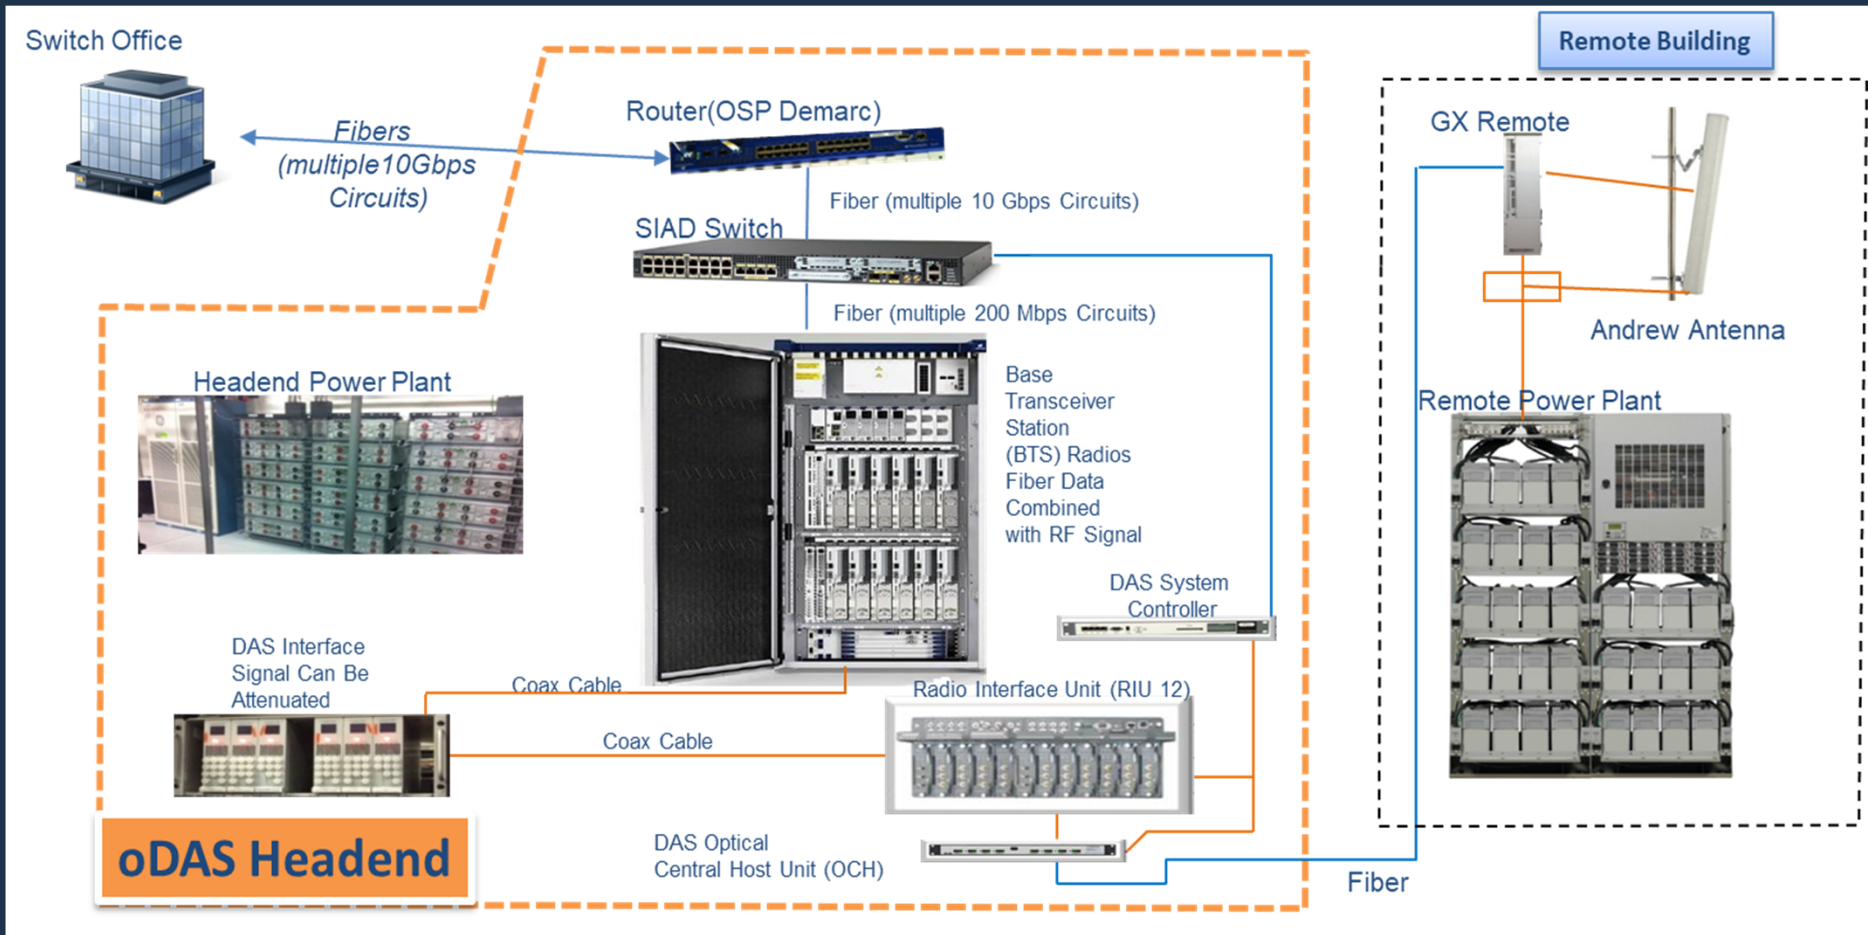 Switch Office
Fibers
(multiple10Gbps
Circuits)
Router(OSP Demarc)
Fiber (multiple 10 Gbps Circuits)
SIAD Switch
Fiber (multiple 200 Mbps Circuits)
Headend Power Plant
Base
Transceiver
Station
(BTS) Radios
Fiber Data
Combined
with RF Signal
DAS System
Controller
DAS Interface
Signal Can Be
Attenuated
Coax Cable
Coax Cable
Radio Interface Unit (RIU 12)
DAS Optical
Central Host Unit (OCH)
oDAS Headend
Fiber
Remote Building
GX Remote
Andrew Antenna
Remote Power Plant